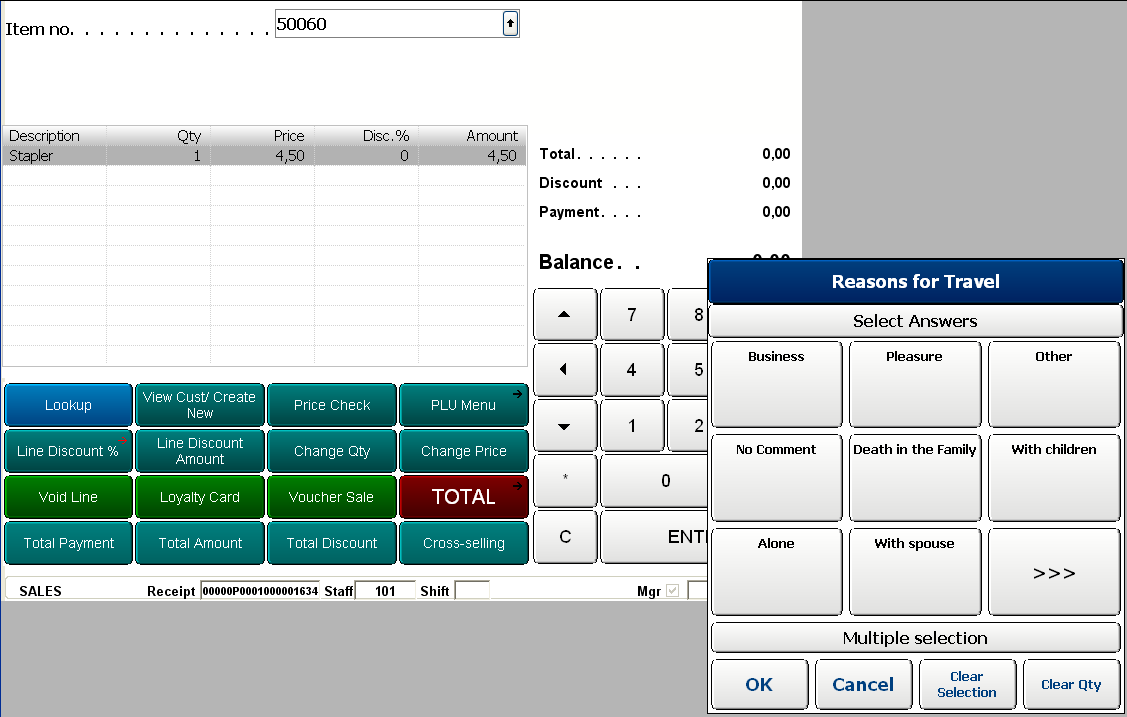 Item no. . . . . . . . . . . . . . . 50060
Description Qty Price Disc.% Amount
Stapler 1 4,50 0 4,50
Total. . . . . . 0,00
Discount . . . 0,00
Payment. . . . 0,00
Balance. .
Lookup
View Cust/ Create
New
Price Check
PLU Menu
Line Discount %
Line Discount
Amount
Change Qty
Change Price
Void Line
Loyalty Card
Voucher Sale
TOTAL
Total Payment
Total Amount
Total Discount
Cross-selling
7 8
4 5
1 2
* 0
C
SALES Receipt 00000P0001000001634 Staff 101 Shift Mgr
Reasons for Travel
Select Answers
Business Pleasure Other
No Comment Death in the Family With children
Alone With spouse >>>
Multiple selection
OK
Cancel
Clear
Selection
Clear Qty